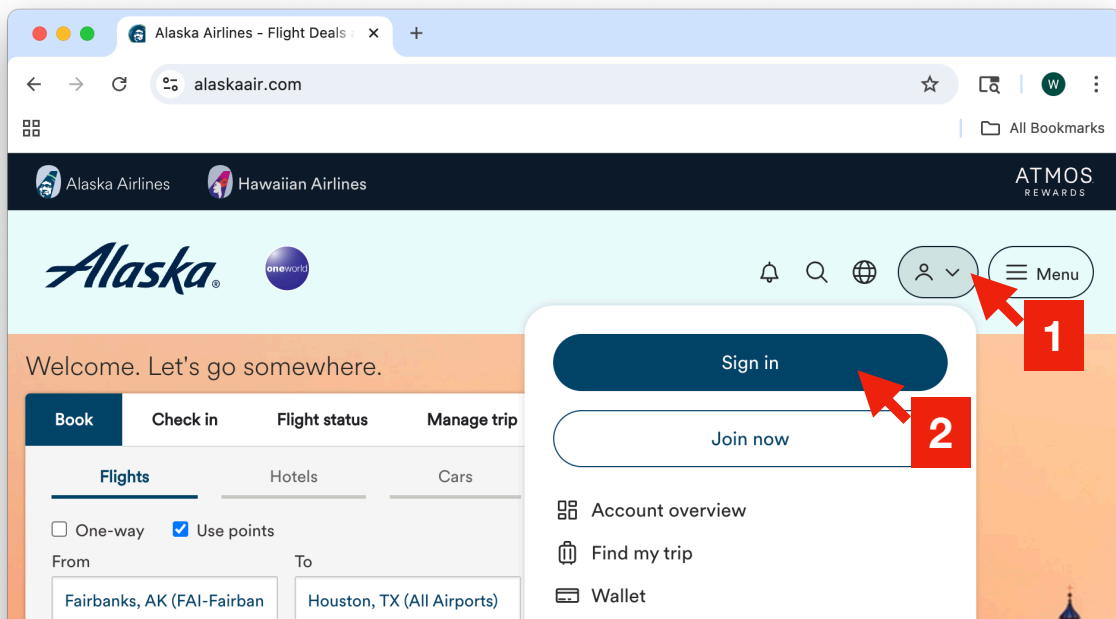 Alaska Airlines - Flight Deals a
alaskaair.com
W
All Bookmarks
Alaska Airlines
Hawaiian Airlines
ATMOS
REWARDS
Alaska®
oneworld
Menu
1
Sign in
Welcome. Let's go somewhere.
Book
Check in
Flight status
Manage trip
2
Join now
Flights
Hotels
Cars
Account overview
One-way
Use points
Find my trip
From
To
Wallet
Fairbanks, AK (FAI-Fairban
Houston, TX (All Airports)